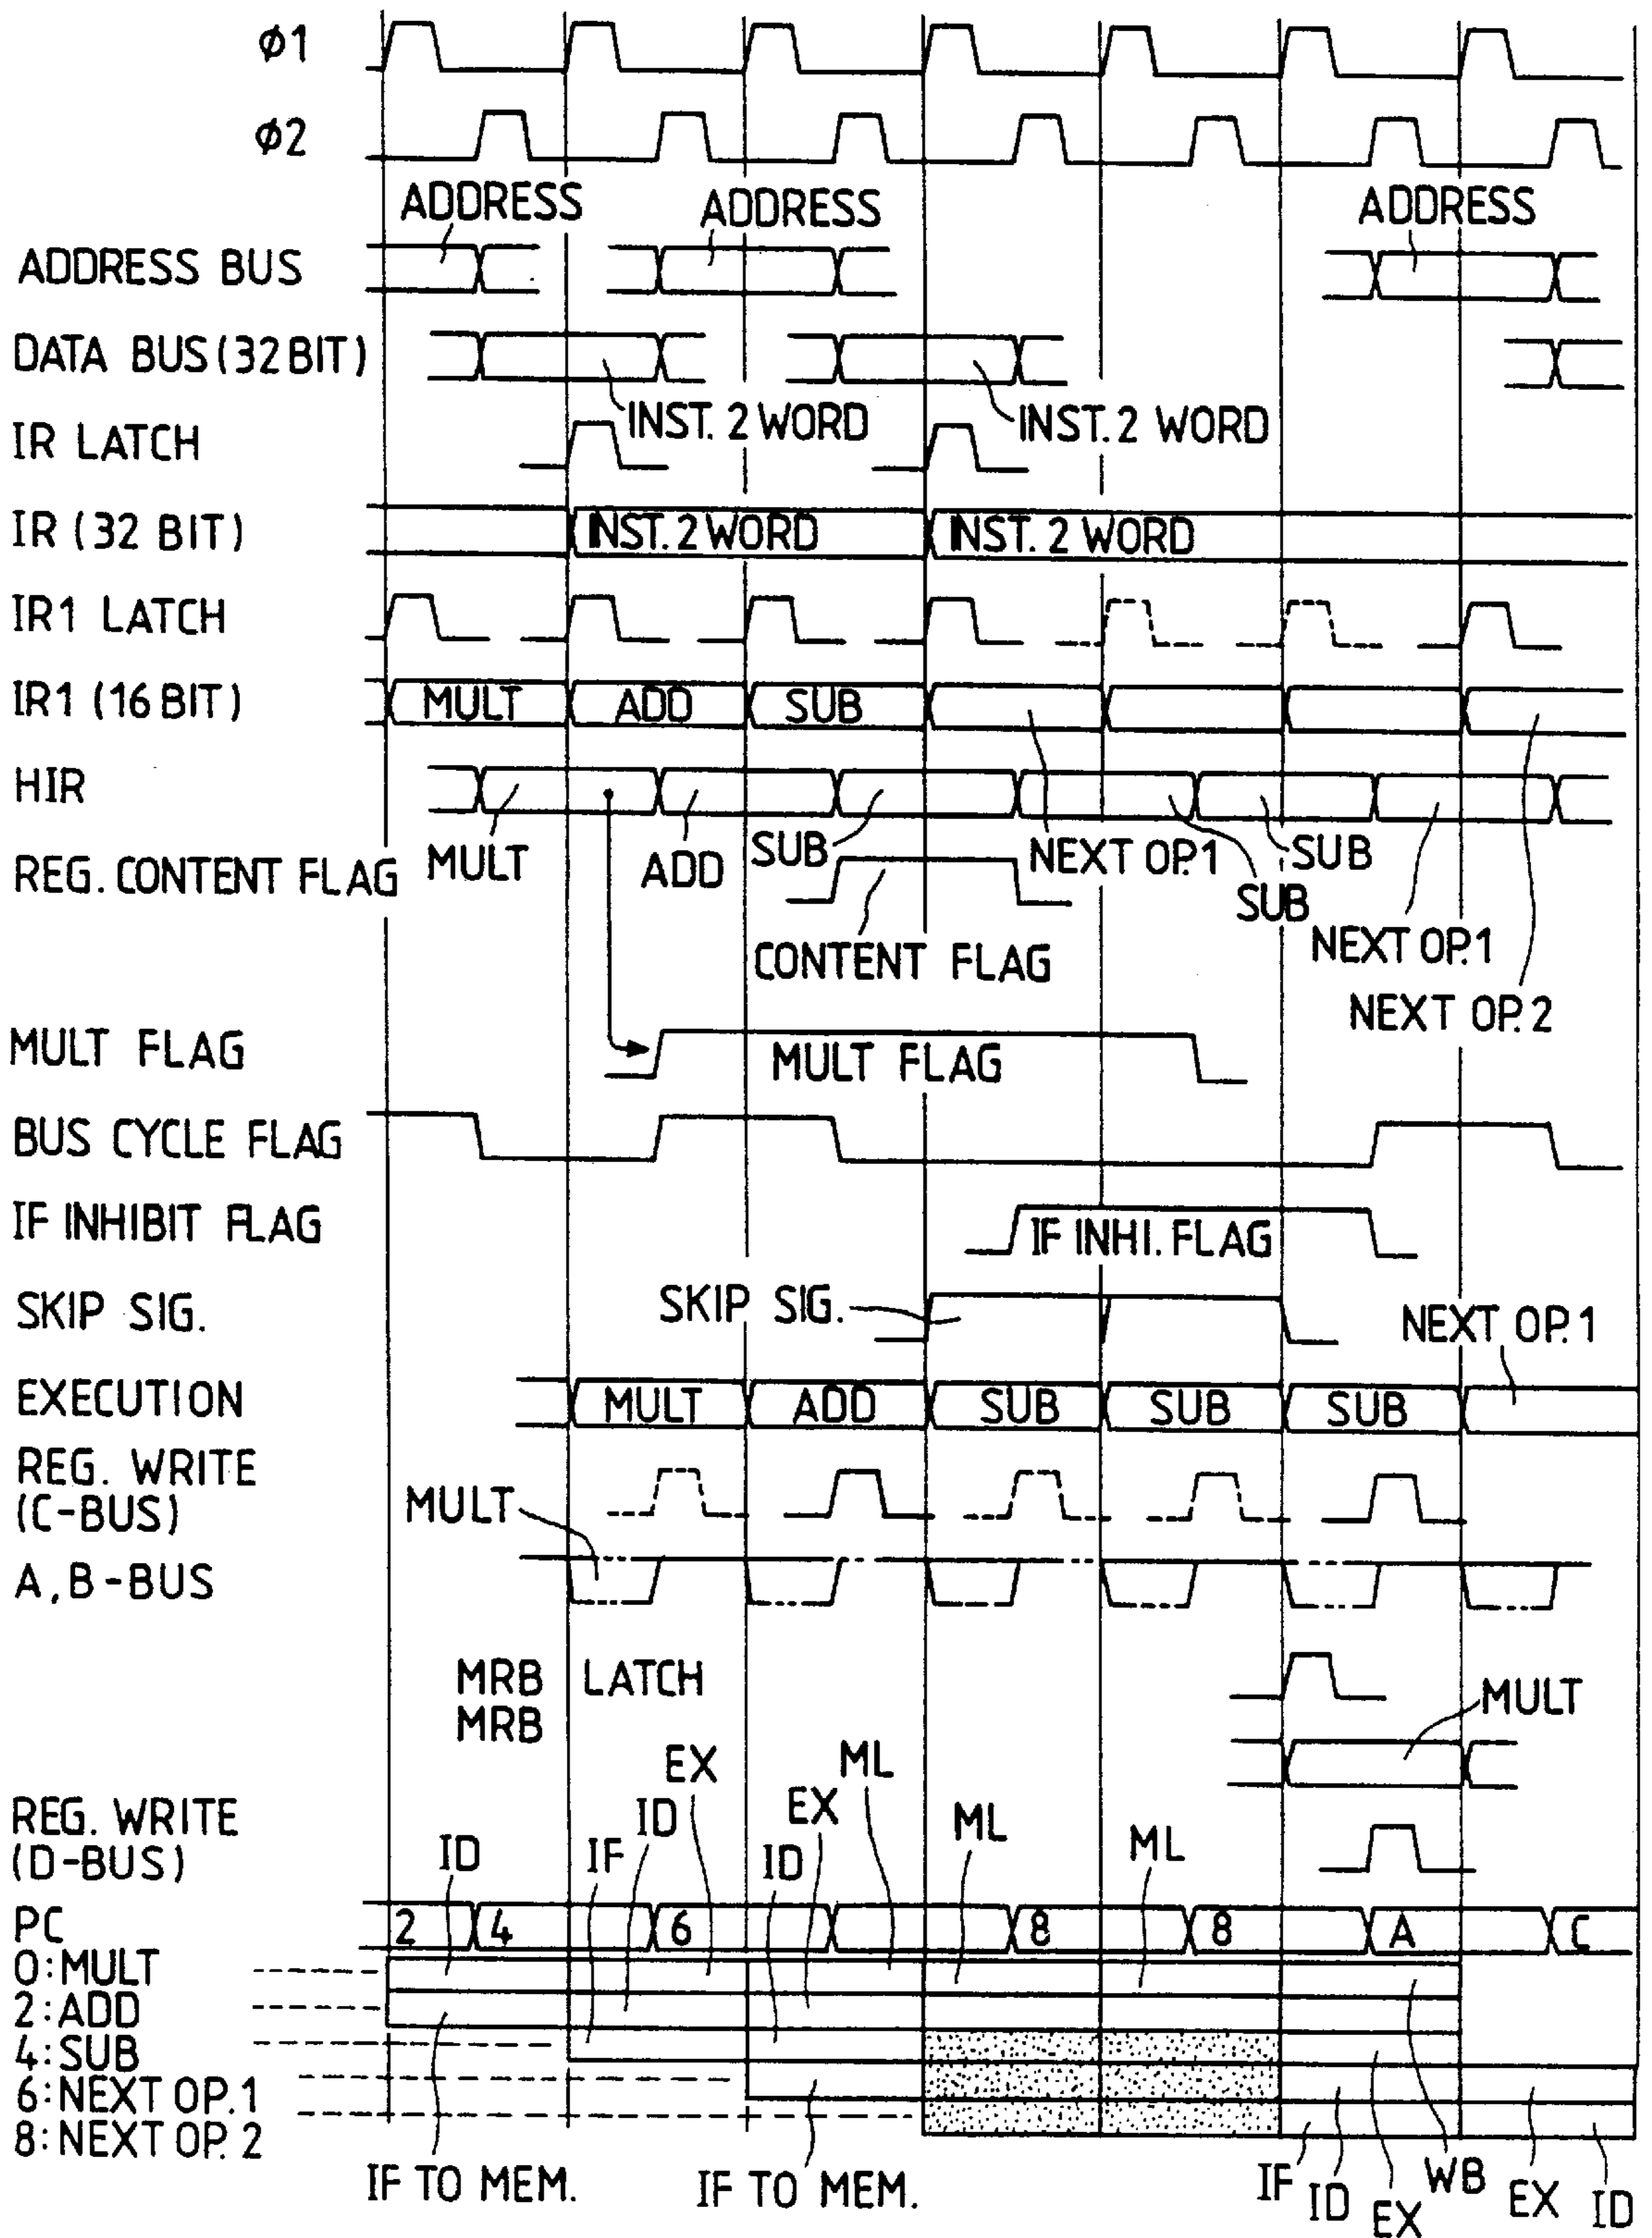 ø1
ø2
ADDRESS ADDRESS ADDRESS
ADDRESS BUS
DATA BUS (32 BIT)
INST. 2 WORD INST. 2 WORD
IR LATCH
IR (32 BIT) INST. 2 WORD INST. 2 WORD
IR1 LATCH
IR1 (16 BIT) MULT ADD SUB
HIR
MULT ADD SUB NEXT OP.1 SUB
REG. CONTENT FLAG
SUB
CONTENT FLAG NEXT OP.1
NEXT OP. 2
MULT FLAG MULT FLAG
BUS CYCLE FLAG
IF INHIBIT FLAG IF INHI. FLAG
SKIP SIG. SKIP SIG. NEXT OP.1
EXECUTION MULT ADD SUB SUB SUB
REG. WRITE
(C-BUS) MULT
A, B-BUS
MRB LATCH
MRB MULT
EX ML
REG. WRITE ID EX ML ML
(D-BUS) ID IF ID
PC 2 4 6 8 8 A C
0:MULT
2:ADD
4:SUB
6:NEXT OP.1
8:NEXT OP. 2
IF TO MEM. IF TO MEM. IF ID EX WB EX ID